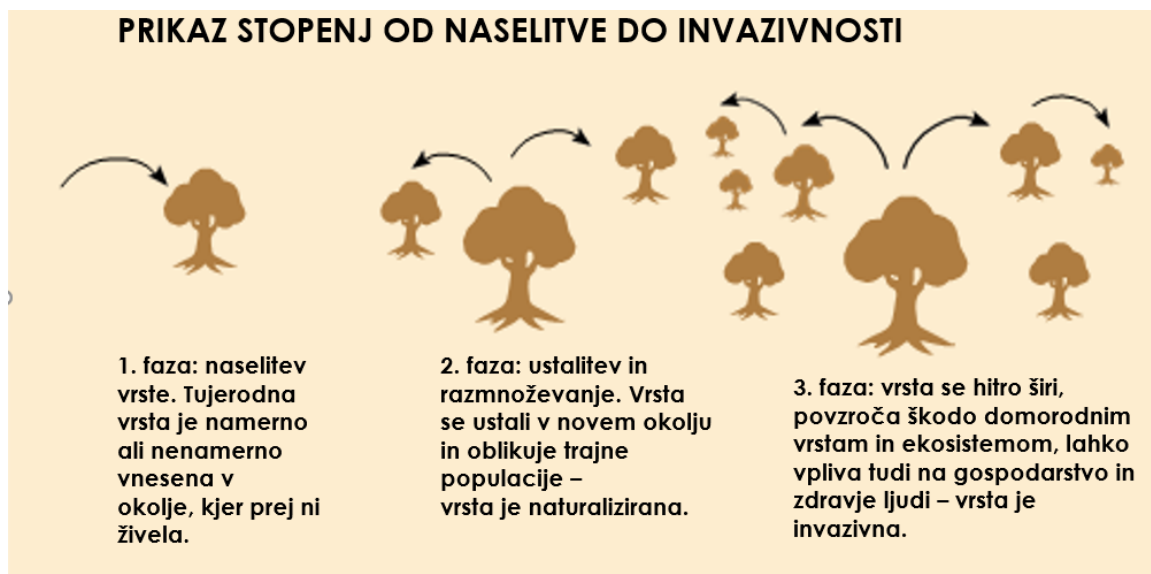 PRIKAZ STOPENJ OD NASELITVE DO INVAZIVNOSTI
1. faza: naselitev
vrste. Tujerodna
vrsta je namerno
ali nenamerno
vnesena v
okolje, kjer prej ni
živela.
2. faza: ustalitev in
razmnoževanje. Vrsta
se ustali v novem okolju
in oblikuje trajne
populacije –
vrsta je naturalizirana.
3. faza: vrsta se hitro širi,
povzroča škodo domorodnim
vrstam in ekosistemom, lahko
vpliva tudi na gospodarstvo in
zdravje ljudi – vrsta je
invazivna.